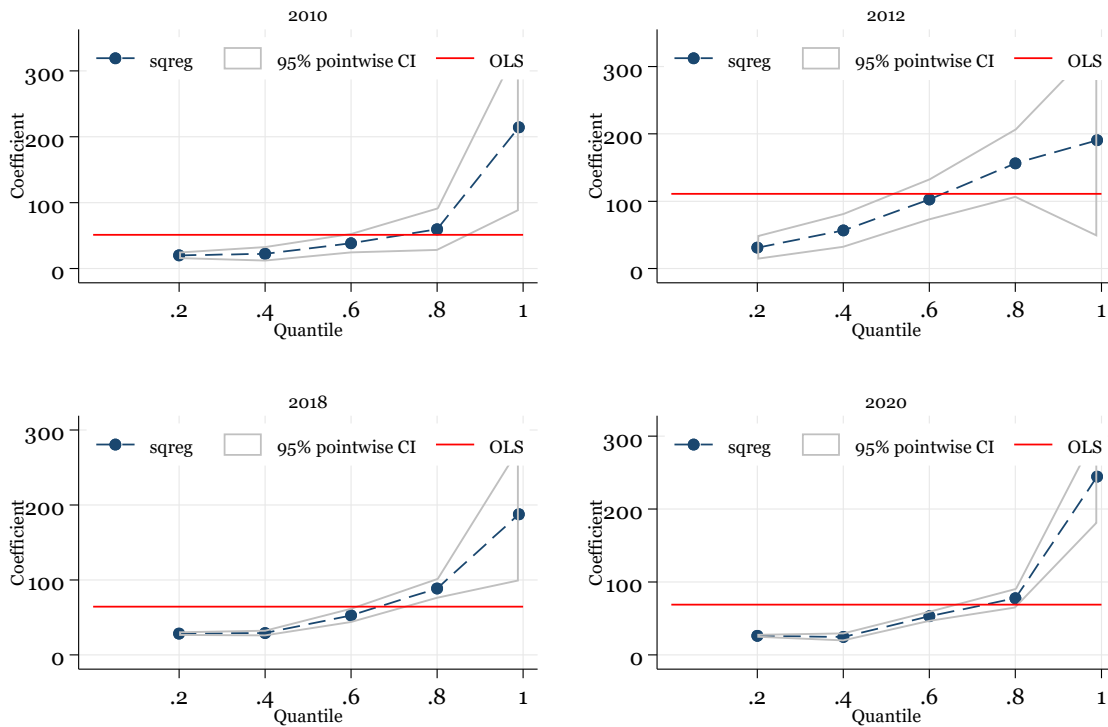 2010
sqreg 95% pointwise CI OLS
Coefficient
300
200
100
0
.2 .4 .6 .8 1
Quantile
2012
sqreg 95% pointwise CI OLS
Coefficient
300
200
100
0
.2 .4 .6 .8 1
Quantile
2018
sqreg 95% pointwise CI OLS
Coefficient
300
200
100
0
.2 .4 .6 .8 1
Quantile
2020
sqreg 95% pointwise CI OLS
Coefficient
300
200
100
0
.2 .4 .6 .8 1
Quantile